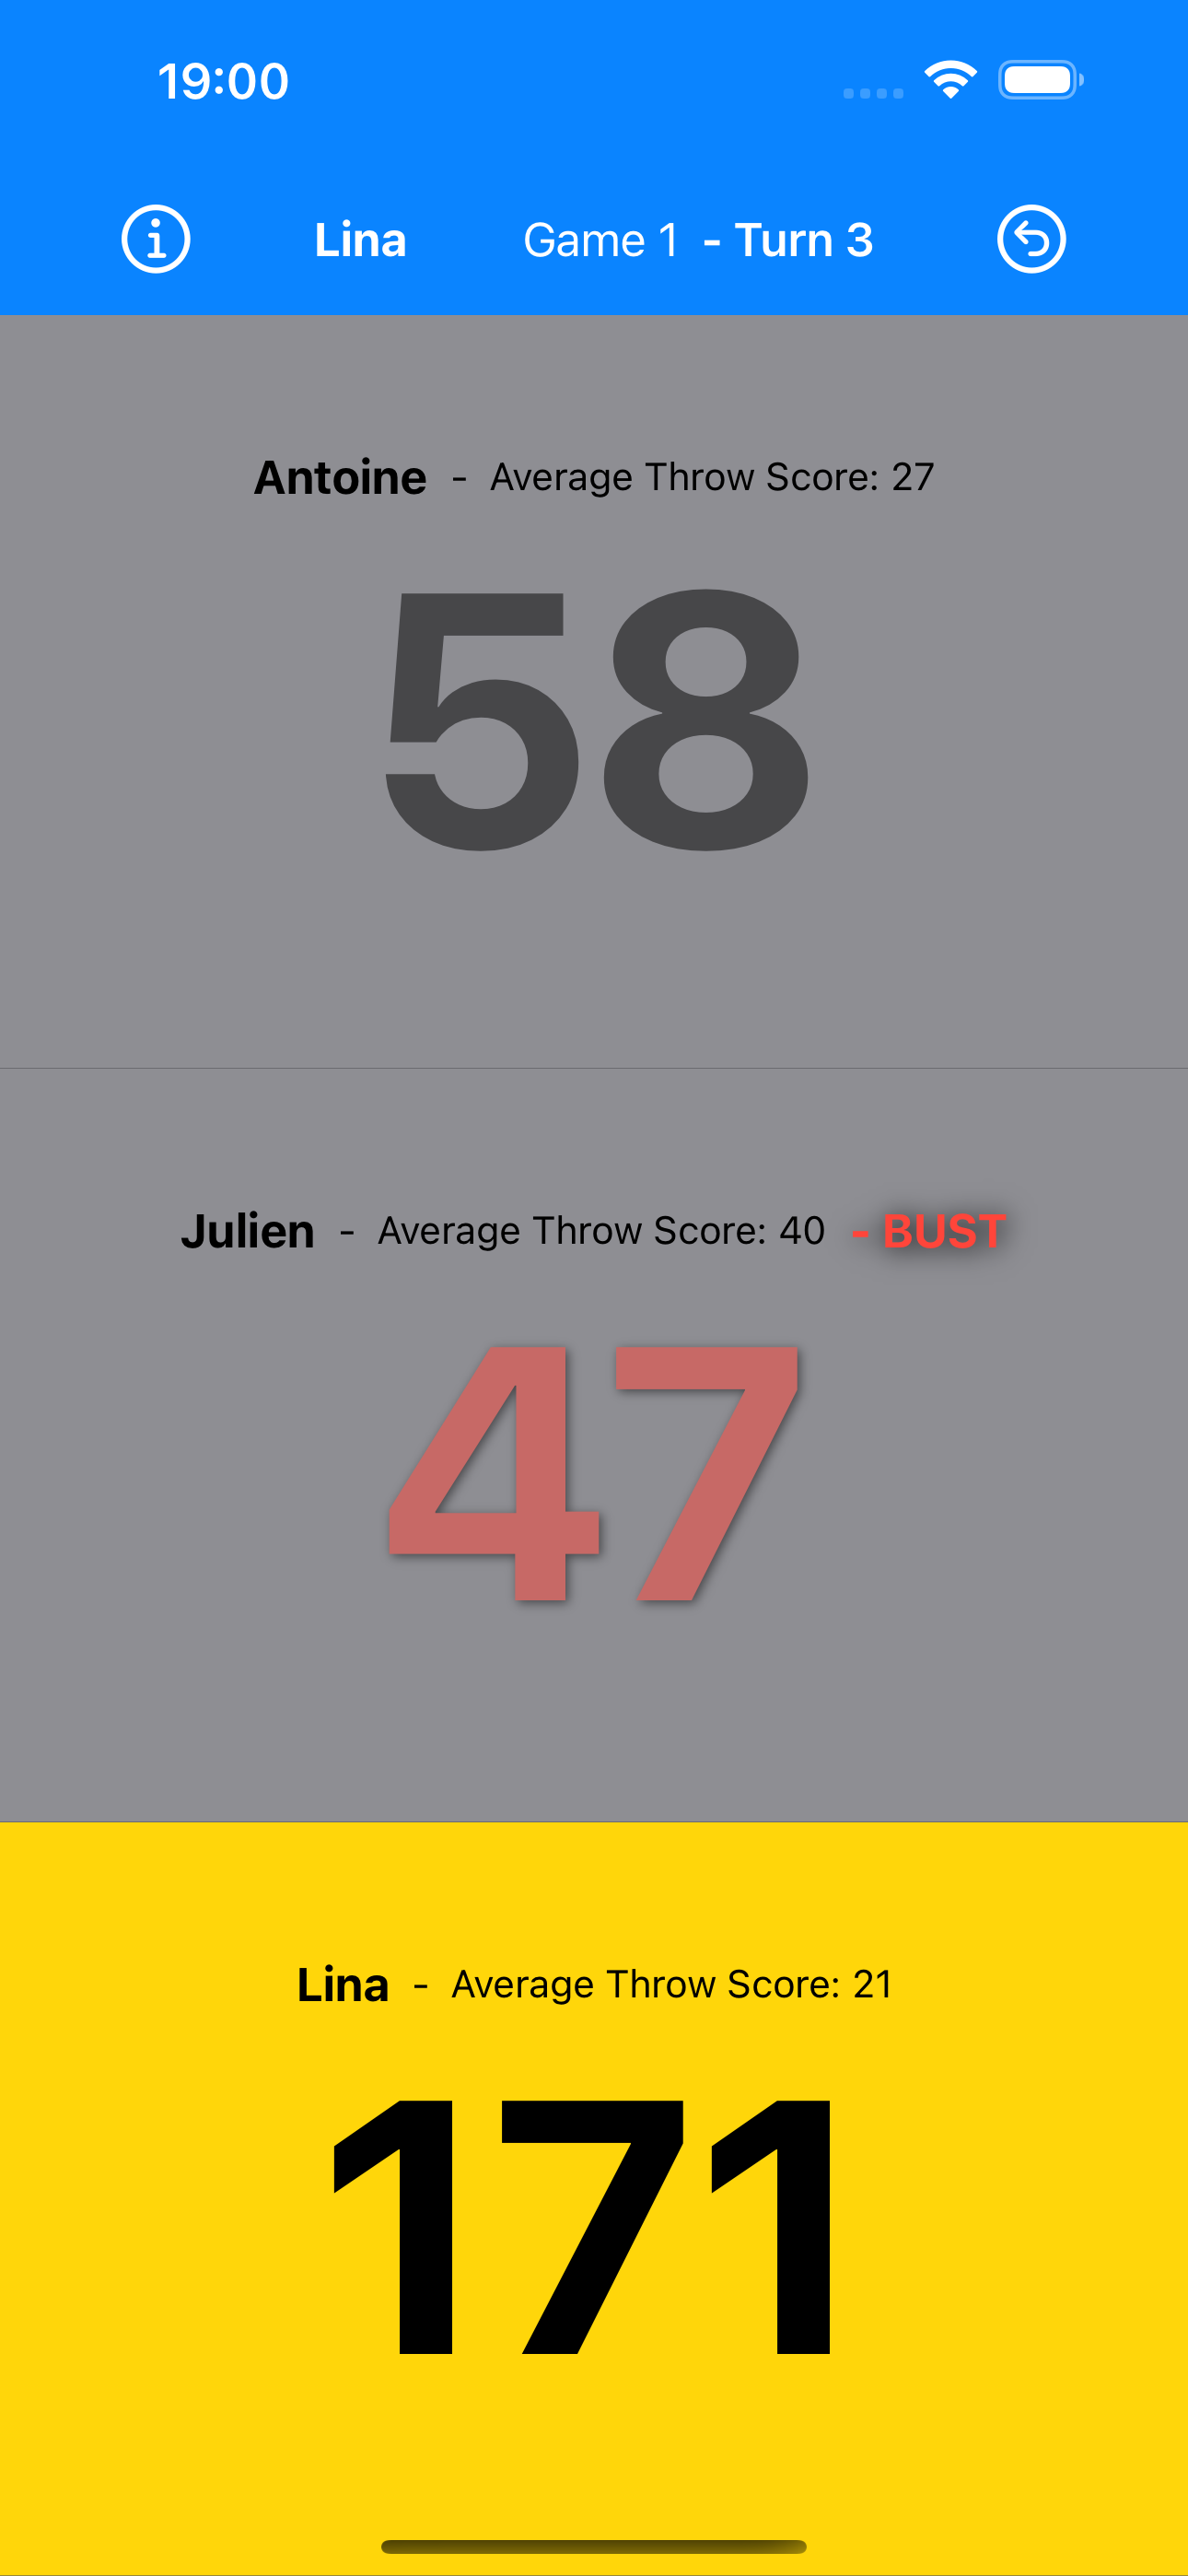 19:00
Lina Game 1 - Turn 3
Antoine - Average Throw Score: 27
58
Julien - Average Throw Score: 40 - BUST
47
Lina - Average Throw Score: 21
171